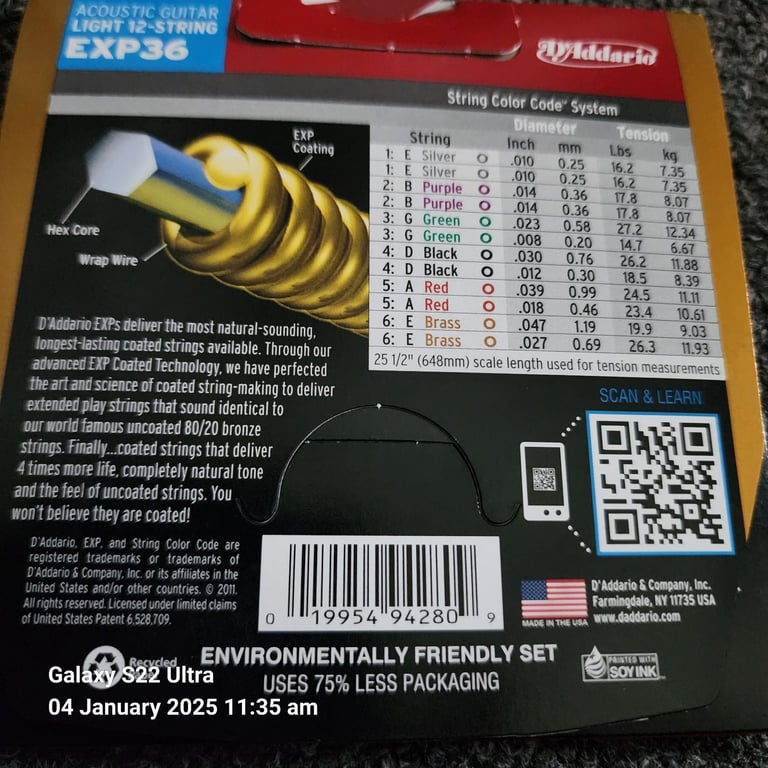 ACOUSTIC GUITAR
LIGHT 12-STRING
EXP36
D'Addario
String Color Code™ System
Diameter Tension
String Inch mm Lbs kg
1: E Silver .010 0.25 16.2 7.35
1: E Silver .010 0.25 16.2 7.35
2: B Purple .014 0.36 17.8 8.07
2: B Purple .014 0.36 17.8 8.07
3: G Green .023 0.58 27.2 12.34
3: G Green .008 0.20 14.7 6.67
4: D Black .030 0.76 26.2 11.88
4: D Black .012 0.30 18.5 8.39
5: A Red .039 0.99 24.5 11.11
5: A Red .018 0.46 23.4 10.61
6: E Brass .047 1.19 19.9 9.03
6: E Brass .027 0.69 26.3 11.93
25 1/2" (648mm) scale length used for tension measurements
EXP
Coating
Hex Core
Wrap Wire
D'Addario EXPs deliver the most natural-sounding,
longest-lasting coated strings available. Through our
advanced EXP Coated Technology, we have perfected
the art and science of coated string-making to deliver
extended play strings that sound identical to
our world famous uncoated 80/20 bronze
strings. Finally...coated strings that deliver
4 times more life, completely natural tone
and the feel of uncoated strings. You
won't believe they are coated!
SCAN & LEARN
D'Addario, EXP, and String Color Code are
registered trademarks or trademarks of
D'Addario & Company, Inc. or its affiliates in the
United States and/or other countries. © 2011.
All rights reserved. Licensed under limited claims
of United States Patent 6,528,709.
0 19954 94280 9
MADE IN THE USA
D'Addario & Company, Inc.
Farmingdale, NY 11735 USA
www.daddario.com
Recycled
ENVIRONMENTALLY FRIENDLY SET
USES 75% LESS PACKAGING
PRINTED WITH
SOY INK
Galaxy S22 Ultra
04 January 2025 11:35 am